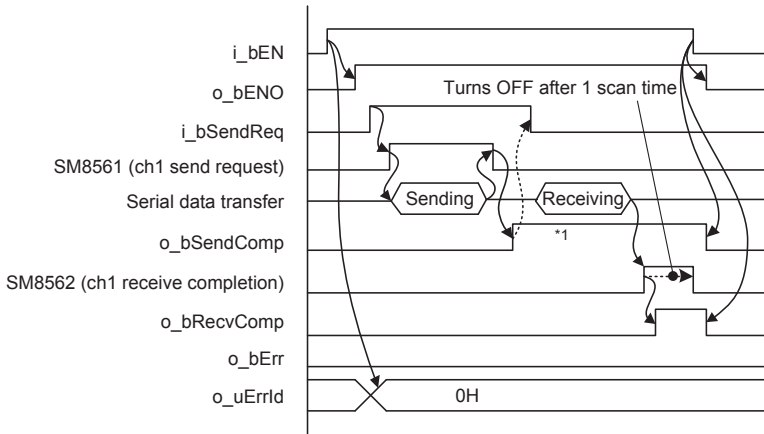 i_bEN
o_bENO
Turns OFF after 1 scan time
i_bSendReq
SM8561 (ch1 send request)
Serial data transfer
Sending
Receiving
o_bSendComp
*1
SM8562 (ch1 receive completion)
o_bRecvComp
o_bErr
o_uErrId
0H